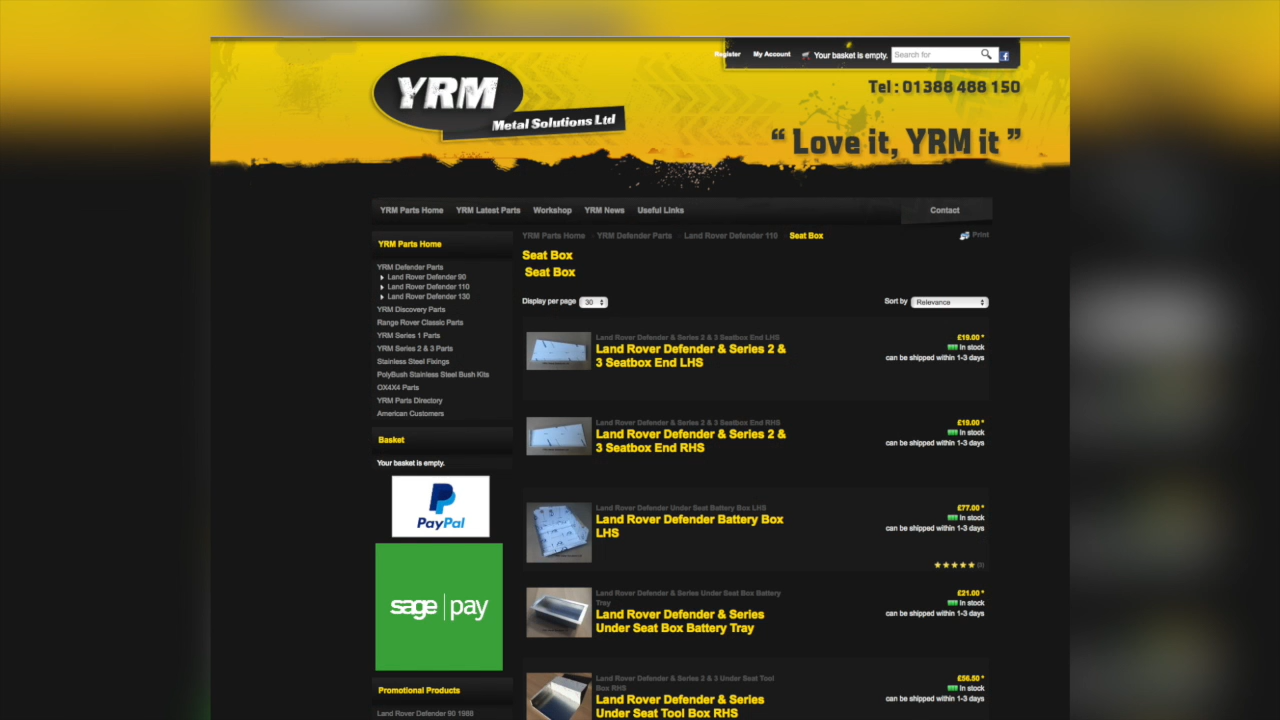 Register My Account Your basket is empty. Search for
YRM
Metal Solutions Ltd
Tel : 01388 488 150
“ Love it, YRM it ”
YRM Parts Home YRM Latest Parts Workshop YRM News Useful Links Contact
YRM Parts Home
YRM Defender Parts
Land Rover Defender 90
Land Rover Defender 110
Land Rover Defender 130
YRM Discovery Parts
Range Rover Classic Parts
YRM Series 1 Parts
YRM Series 2 & 3 Parts
Stainless Steel Fixings
PolyBush Stainless Steel Bush Kits
OX4X4 Parts
YRM Parts Directory
American Customers
Basket
Your basket is empty.
PayPal
sage pay
Promotional Products
Land Rover Defender 90 1988
YRM Parts Home - YRM Defender Parts - Land Rover Defender 110 Seat Box Print
Seat Box
Seat Box
Display per page 30 Sort by Relevance
Land Rover Defender & Series 2 & 3 Seatbox End LHS
Land Rover Defender & Series 2 &
3 Seatbox End LHS
£19.00 *
In stock
can be shipped within 1-3 days
Land Rover Defender & Series 2 & 3 Seatbox End RHS
Land Rover Defender & Series 2 &
3 Seatbox End RHS
£19.00 *
In stock
can be shipped within 1-3 days
Land Rover Defender Under Seat Battery Box LHS
Land Rover Defender Battery Box
LHS
£77.00 *
In stock
can be shipped within 1-3 days
Land Rover Defender & Series Under Seat Box Battery
Tray
Land Rover Defender & Series
Under Seat Box Battery Tray
£21.00 *
In stock
can be shipped within 1-3 days
Land Rover Defender & Series 2 & 3 Under Seat Tool
Box RHS
Land Rover Defender & Series
Under Seat Tool Box RHS
£56.50 *
In stock
can be shipped within 1-3 days